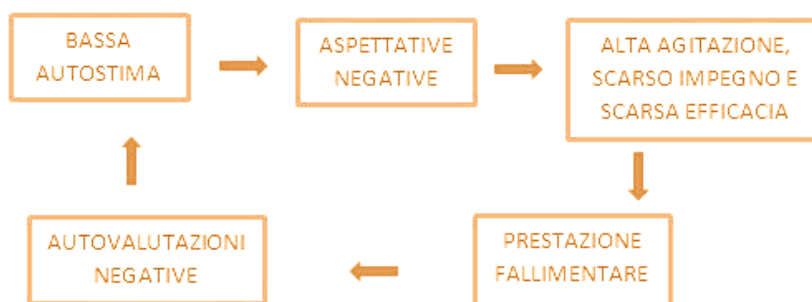 BASSA
AUTOSTIMA
ASPETTATIVE
NEGATIVE
ALTA AGITAZIONE,
SCARSO IMPEGNO E
SCARSA EFFICACIA
PRESTAZIONE
FALLIMENTARE
AUTOVALUTAZIONI
NEGATIVE